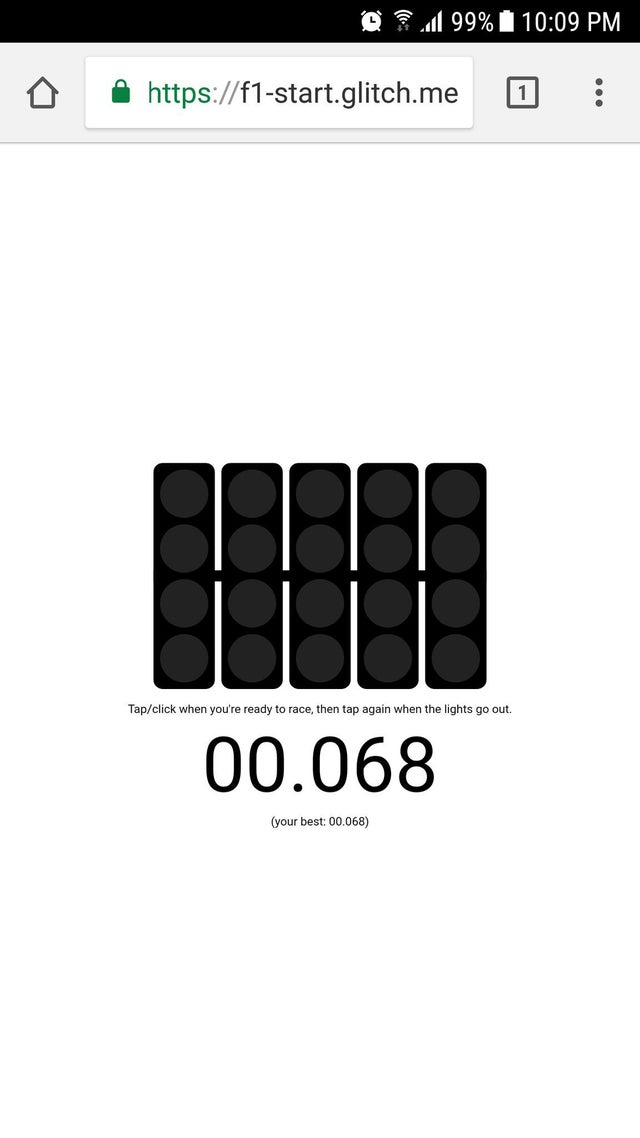 99% 10:09 PM
https://f1-start.glitch.me 1
Tap/click when you're ready to race, then tap again when the lights go out.
00.068
(your best: 00.068)